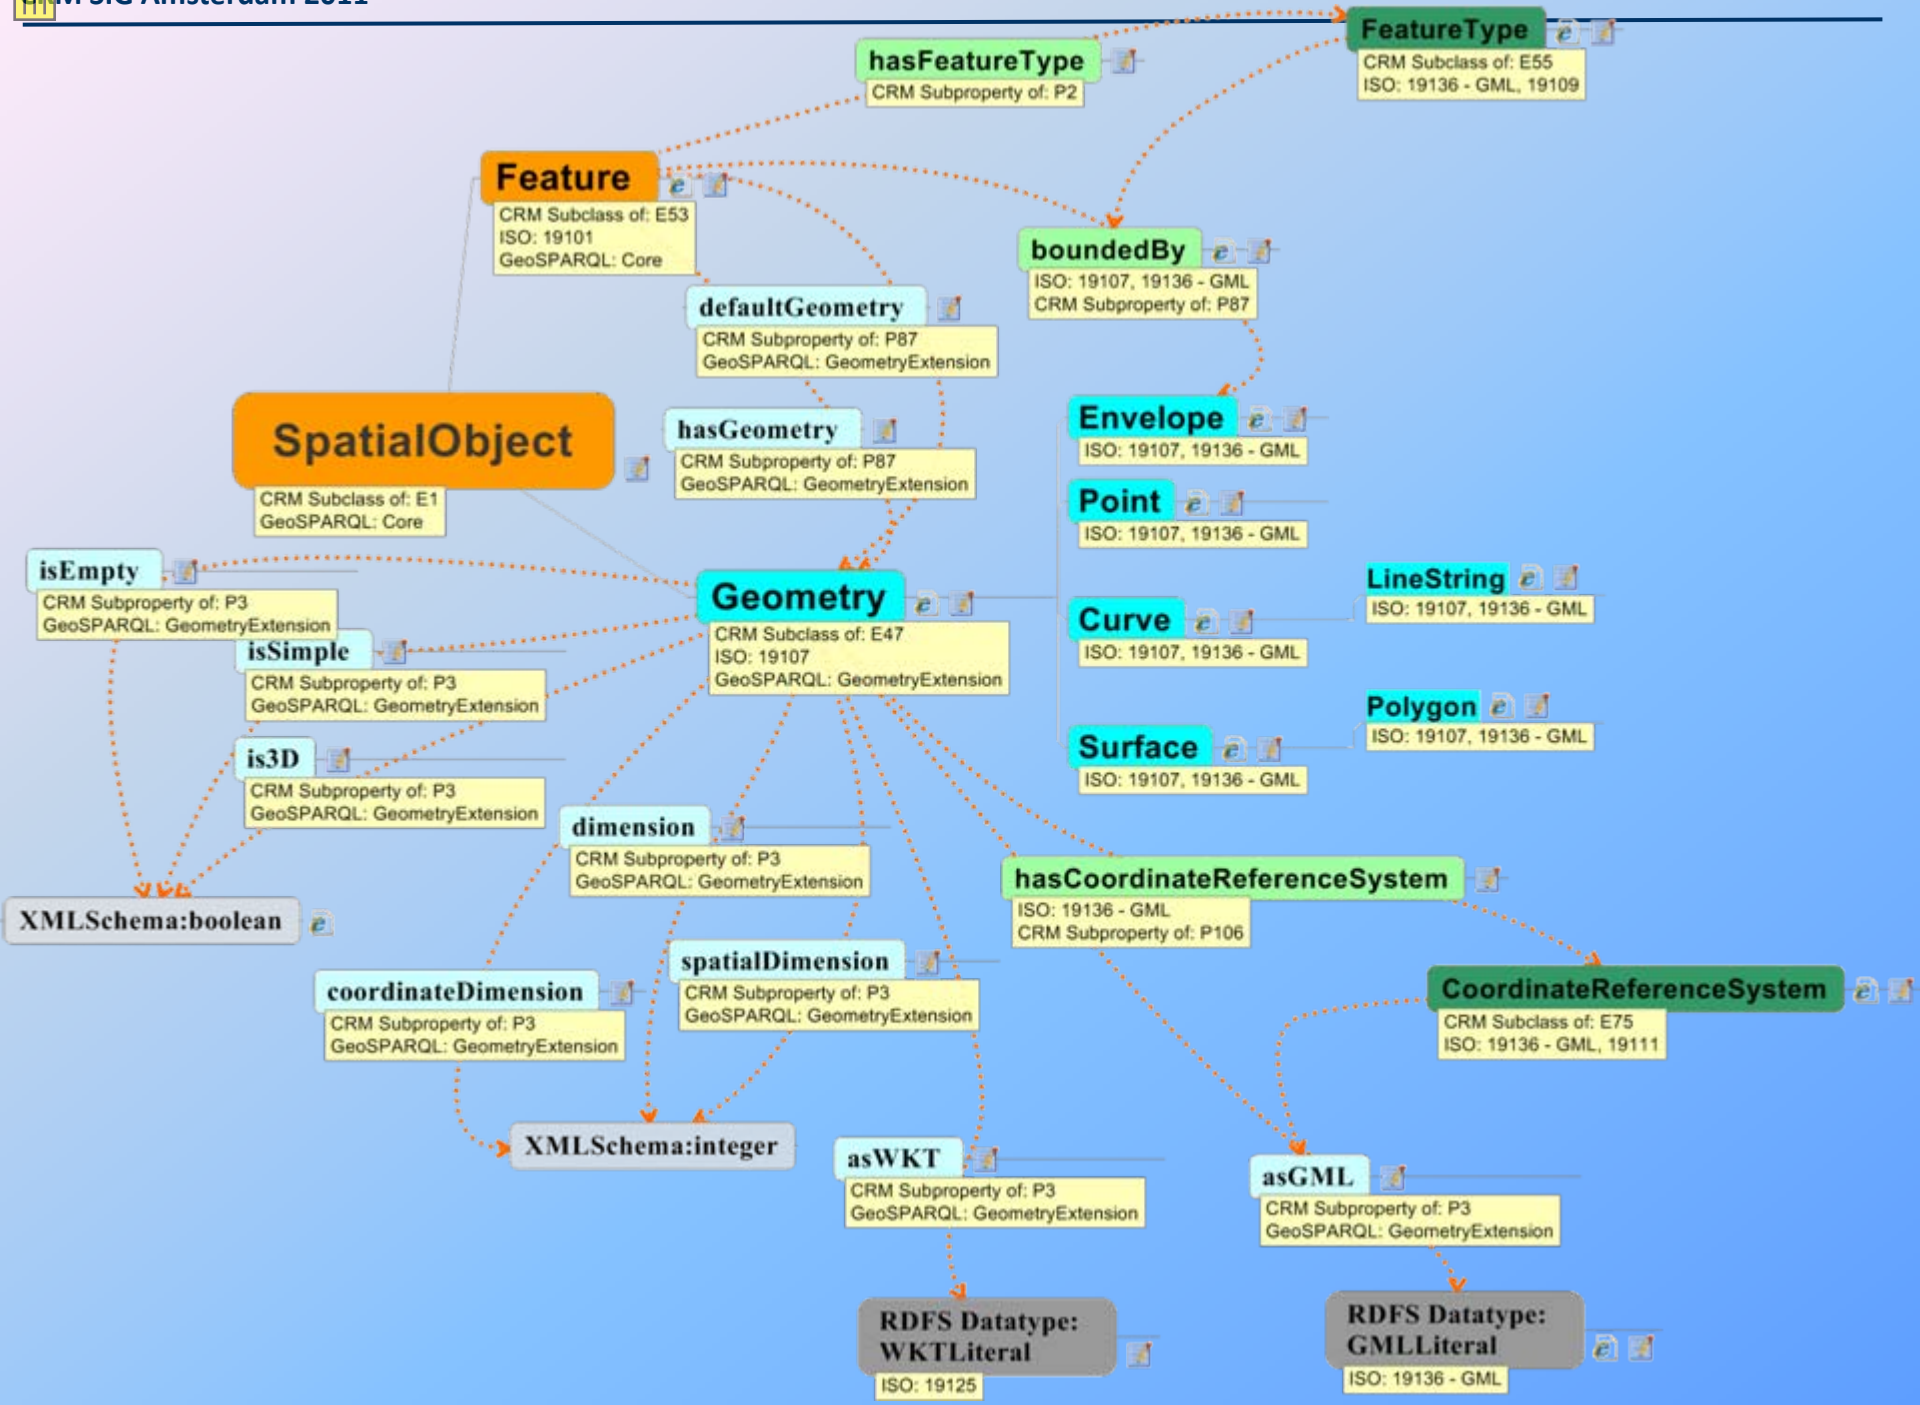 SIG Amsterdam 2011
FeatureType
CRM Subclass of: E55
ISO: 19136 - GML, 19109
hasFeatureType
CRM Subproperty of: P2
Feature
CRM Subclass of: E53
ISO: 19101
GeoSPARQL: Core
boundedBy
ISO: 19107, 19136 - GML
CRM Subproperty of: P87
defaultGeometry
CRM Subproperty of: P87
GeoSPARQL: GeometryExtension
SpatialObject
CRM Subclass of: E1
GeoSPARQL: Core
hasGeometry
CRM Subproperty of: P87
GeoSPARQL: GeometryExtension
Envelope
ISO: 19107, 19136 - GML
Point
ISO: 19107, 19136 - GML
isEmpty
CRM Subproperty of: P3
GeoSPARQL: GeometryExtension
Geometry
CRM Subclass of: E47
ISO: 19107
GeoSPARQL: GeometryExtension
Curve
ISO: 19107, 19136 - GML
LineString
ISO: 19107, 19136 - GML
isSimple
CRM Subproperty of: P3
GeoSPARQL: GeometryExtension
Surface
ISO: 19107, 19136 - GML
Polygon
ISO: 19107, 19136 - GML
is3D
CRM Subproperty of: P3
GeoSPARQL: GeometryExtension
dimension
CRM Subproperty of: P3
GeoSPARQL: GeometryExtension
hasCoordinateReferenceSystem
ISO: 19136 - GML
CRM Subproperty of: P106
XMLSchema:boolean
coordinateDimension
CRM Subproperty of: P3
GeoSPARQL: GeometryExtension
spatialDimension
CRM Subproperty of: P3
GeoSPARQL: GeometryExtension
CoordinateReferenceSystem
CRM Subclass of: E75
ISO: 19136 - GML, 19111
XMLSchema:integer
asWKT
CRM Subproperty of: P3
GeoSPARQL: GeometryExtension
asGML
CRM Subproperty of: P3
GeoSPARQL: GeometryExtension
RDFS Datatype:
WKTLiteral
ISO: 19125
RDFS Datatype:
GMLLiteral
ISO: 19136 - GML